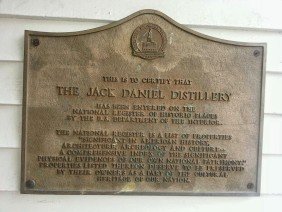 THIS IS TO CERTIFY THAT
THE JACK DANIEL DISTILLERY
HAS BEEN ENTERED ON THE
NATIONAL REGISTER OF HISTORIC PLACES
BY THE U.S. DEPARTMENT OF THE INTERIOR.
THE NATIONAL REGISTER IS A LIST OF PROPERTIES
"SIGNIFICANT IN AMERICAN HISTORY,
ARCHITECTURE, ARCHAEOLOGY AND CULTURE—
A COMPREHENSIVE INDEX OF THE SIGNIFICANT
PHYSICAL EVIDENCES OF OUR OWN NATIONAL PATRIMONY."
PROPERTIES LISTED THEREON DESERVE TO BE PRESERVED
BY THEIR OWNERS AS A PART OF THE CULTURAL
HERITAGE OF OUR NATION.